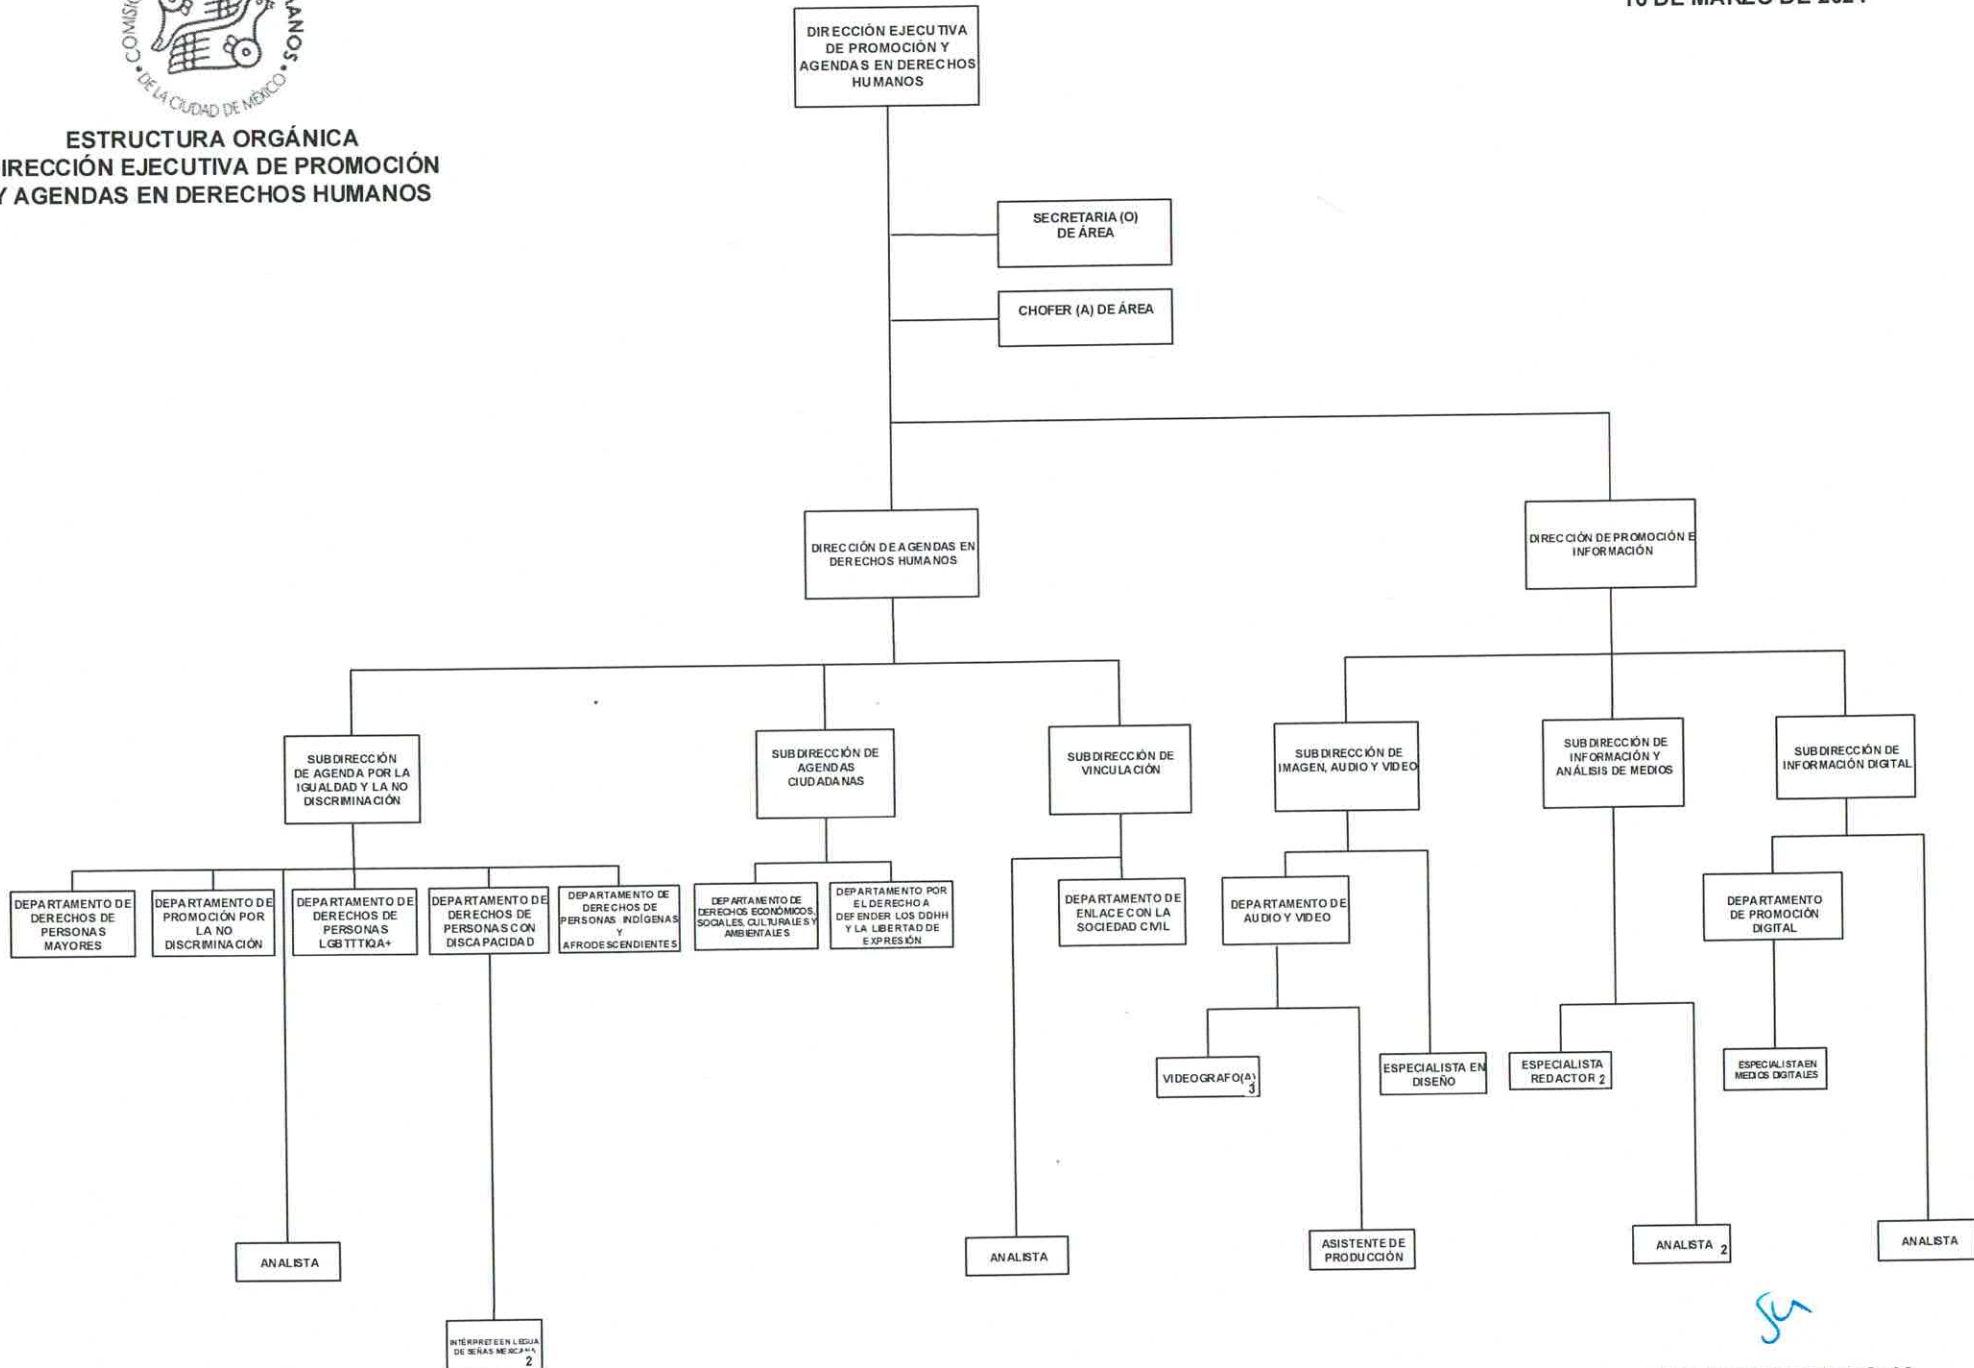 DE LA CIUDAD DE MÉXICO
ESTRUCTURA ORGÁNICA
IRECCIÓN EJECUTIVA DE PROMOCIÓN
Y AGENDAS EN DERECHOS HUMANOS
DIRECCIÓN EJECUTIVA
DE PROMOCIÓN Y
AGENDAS EN DERECHOS
HUMANOS
SECRETARIA (O)
DE ÁREA
CHOFER (A) DE ÁREA
DIRECCIÓN DE AGENDAS EN
DERECHOS HUMANOS
DIRECCIÓN DE PROMOCIÓN E
INFORMACIÓN
SUBDIRECCIÓN
DE AGENDA POR LA
IGUALDAD Y LA NO
DISCRIMINACIÓN
SUBDIRECCIÓN DE
AGENDAS
CIUDADANAS
SUBDIRECCIÓN DE
VINCULACIÓN
SUBDIRECCIÓN DE
IMAGEN, AUDIO Y VIDEO
SUBDIRECCIÓN DE
INFORMACIÓN Y
ANÁLISIS DE MEDIOS
SUBDIRECCIÓN DE
INFORMACIÓN DIGITAL
DEPARTAMENTO DE
DERECHOS DE
PERSONAS
MAYORES
DEPARTAMENTO DE
PROMOCIÓN POR
LA NO
DISCRIMINACIÓN
DEPARTAMENTO DE
DERECHOS DE
PERSONAS
LGBTTTIQA+
DEPARTAMENTO DE
DERECHOS DE
PERSONAS CON
DISCAPACIDAD
DEPARTAMENTO DE
DERECHOS DE
PERSONAS INDÍGENAS
Y
AFRODESCENDIENTES
DEPARTAMENTO DE
DERECHOS ECONÓMICOS,
SOCIALES, CULTURALES Y
AMBIENTALES
DEPARTAMENTO POR
EL DERECHO A
DEFENDER LOS DDHH
Y LA LIBERTAD DE
EXPRESIÓN
DEPARTAMENTO DE
ENLACE CON LA
SOCIEDAD CIVIL
DEPARTAMENTO DE
AUDIO Y VIDEO
DEPARTAMENTO
DE PROMOCIÓN
DIGITAL
VIDEOGRAFO(A)
3
ESPECIALISTA EN
DISEÑO
ESPECIALISTA
REDACTOR 2
ESPECIALISTA EN
MEDIOS DIGITALES
ANALISTA
ANALISTA
ASISTENTE DE
PRODUCCIÓN
ANALISTA 2
ANALISTA
INTÉRPRETE EN LEGUA
DE SEÑAS MEXICANA
2